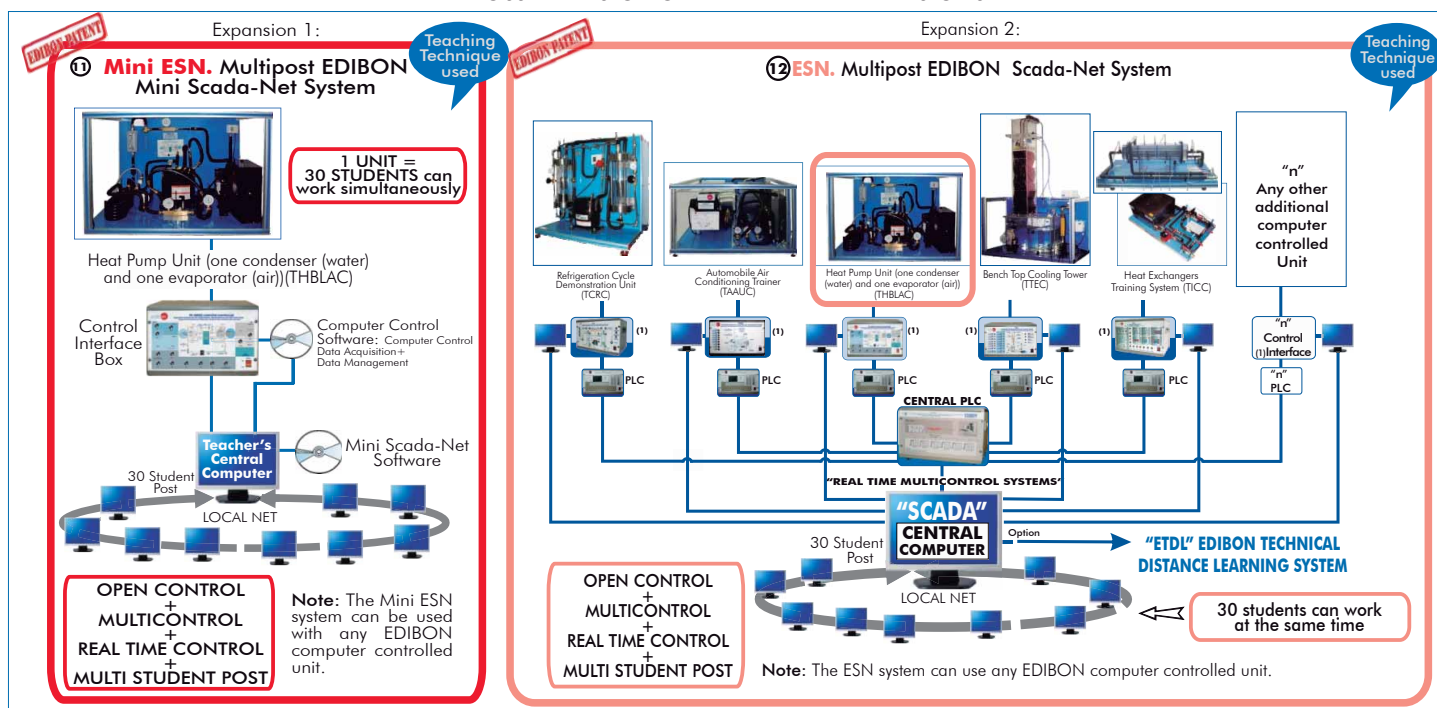 Expansion 1:
EDIBON PATENT
Teaching
Technique
used
11 Mini ESN. Multipost EDIBON
Mini Scada-Net System
1 UNIT =
30 STUDENTS can
work simultaneously
Heat Pump Unit (one condenser (water)
and one evaporator (air))(THBLAC)
Control
Interface
Box
Computer Control
Software: Computer Control
Data Acquisition+
Data Management
Teacher's
Central
Computer
Mini Scada-Net
Software
30 Student
Post
LOCAL NET
OPEN CONTROL
+
MULTICONTROL
+
REAL TIME CONTROL
+
MULTI STUDENT POST
Note: The Mini ESN
system can be used
with any EDIBON
computer controlled
unit.
Expansion 2:
EDIBON PATENT
Teaching
Technique
used
12 ESN. Multipost EDIBON Scada-Net System
Refrigeration Cycle
Demonstration Unit
(TCRC)
Automobile Air
Conditioning Trainer
(TAAUC)
Heat Pump Unit (one condenser
(water) and one evaporator (air))
(THBLAC)
Bench Top Cooling Tower
(TTEC)
Heat Exchangers
Training System (TICC)
"n"
Any other
additional
computer
controlled
Unit
(1)
(1)
(1)
(1)
(1)
"n"
Control
(1)Interface
PLC
PLC
PLC
PLC
PLC
"n"
PLC
CENTRAL PLC
"REAL TIME MULTICONTROL SYSTEMS'
"SCADA"
CENTRAL
COMPUTER
Option
"ETDL" EDIBON TECHNICAL
DISTANCE LEARNING SYSTEM
30 Student
Post
LOCAL NET
30 students can work
at the same time
OPEN CONTROL
+
MULTICONTROL
+
REAL TIME CONTROL
+
MULTI STUDENT POST
Note: The ESN system can use any EDIBON computer controlled unit.